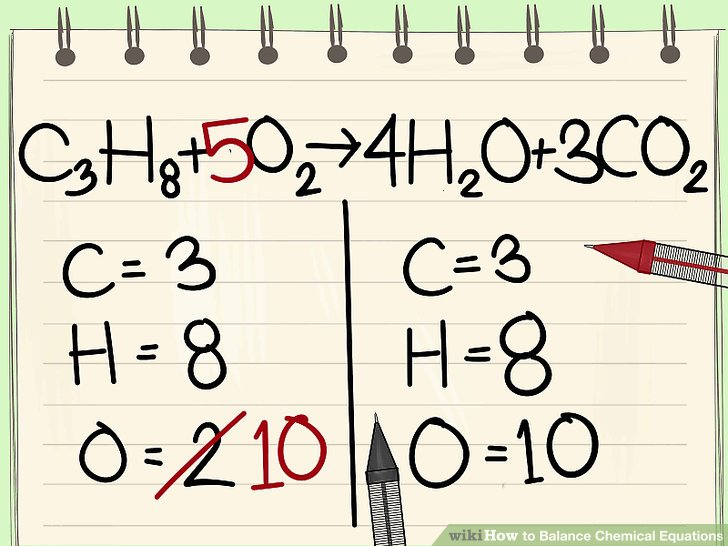 C₃H₈+5O₂→4H₂O+3CO₂
C=3 C=3
H=8 H=8
O=2 10 O=10
wikiHow to Balance Chemical Equations